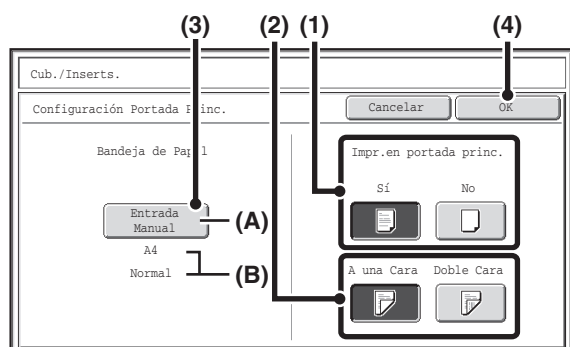 (3) (2) (1) (4)
Cub./Inserts.
Configuración Portada Princ.
Cancelar OK
Bandeja de Papel
Impr.en portada princ.
Sí No
(A)
Entrada
Manual
A4
Normal
(B)
A una Cara Doble Cara